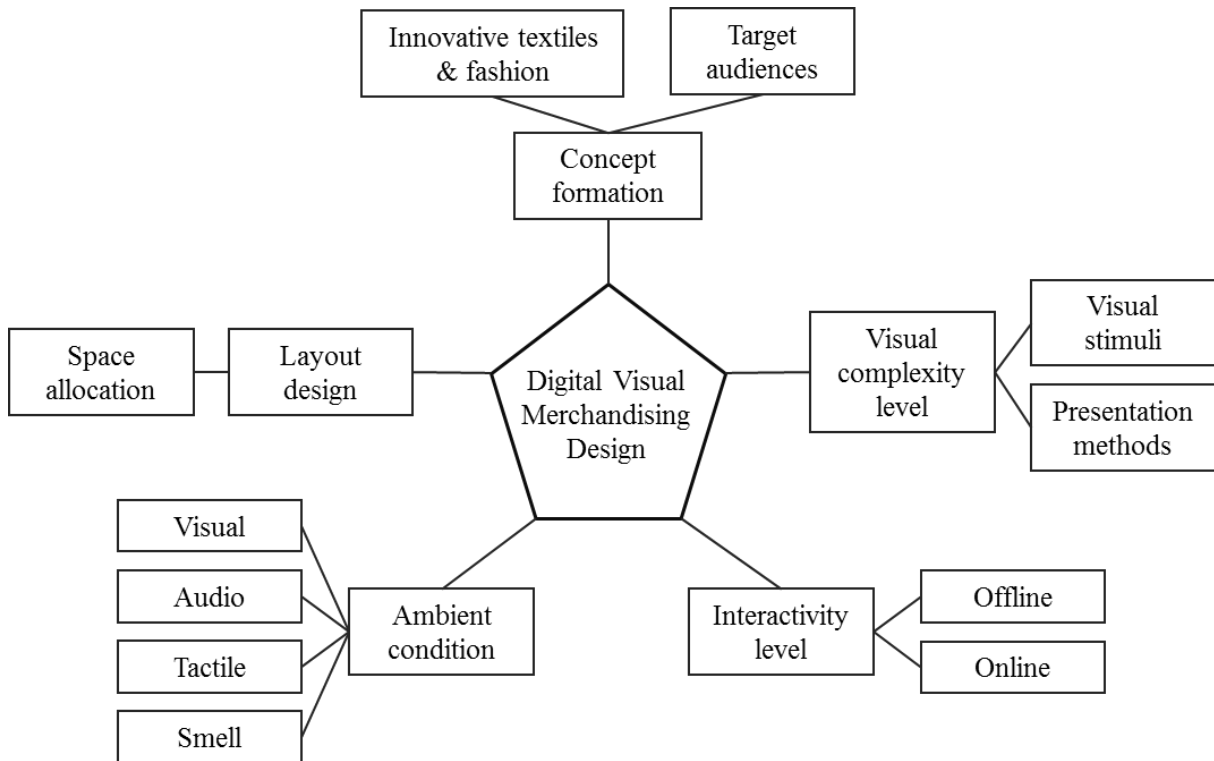 Innovative textiles
& fashion
Target
audiences
Concept
formation
Space
allocation
Layout
design
Digital Visual
Merchandising
Design
Visual
complexity
level
Visual
stimuli
Presentation
methods
Visual
Audio
Tactile
Smell
Ambient
condition
Interactivity
level
Offline
Online